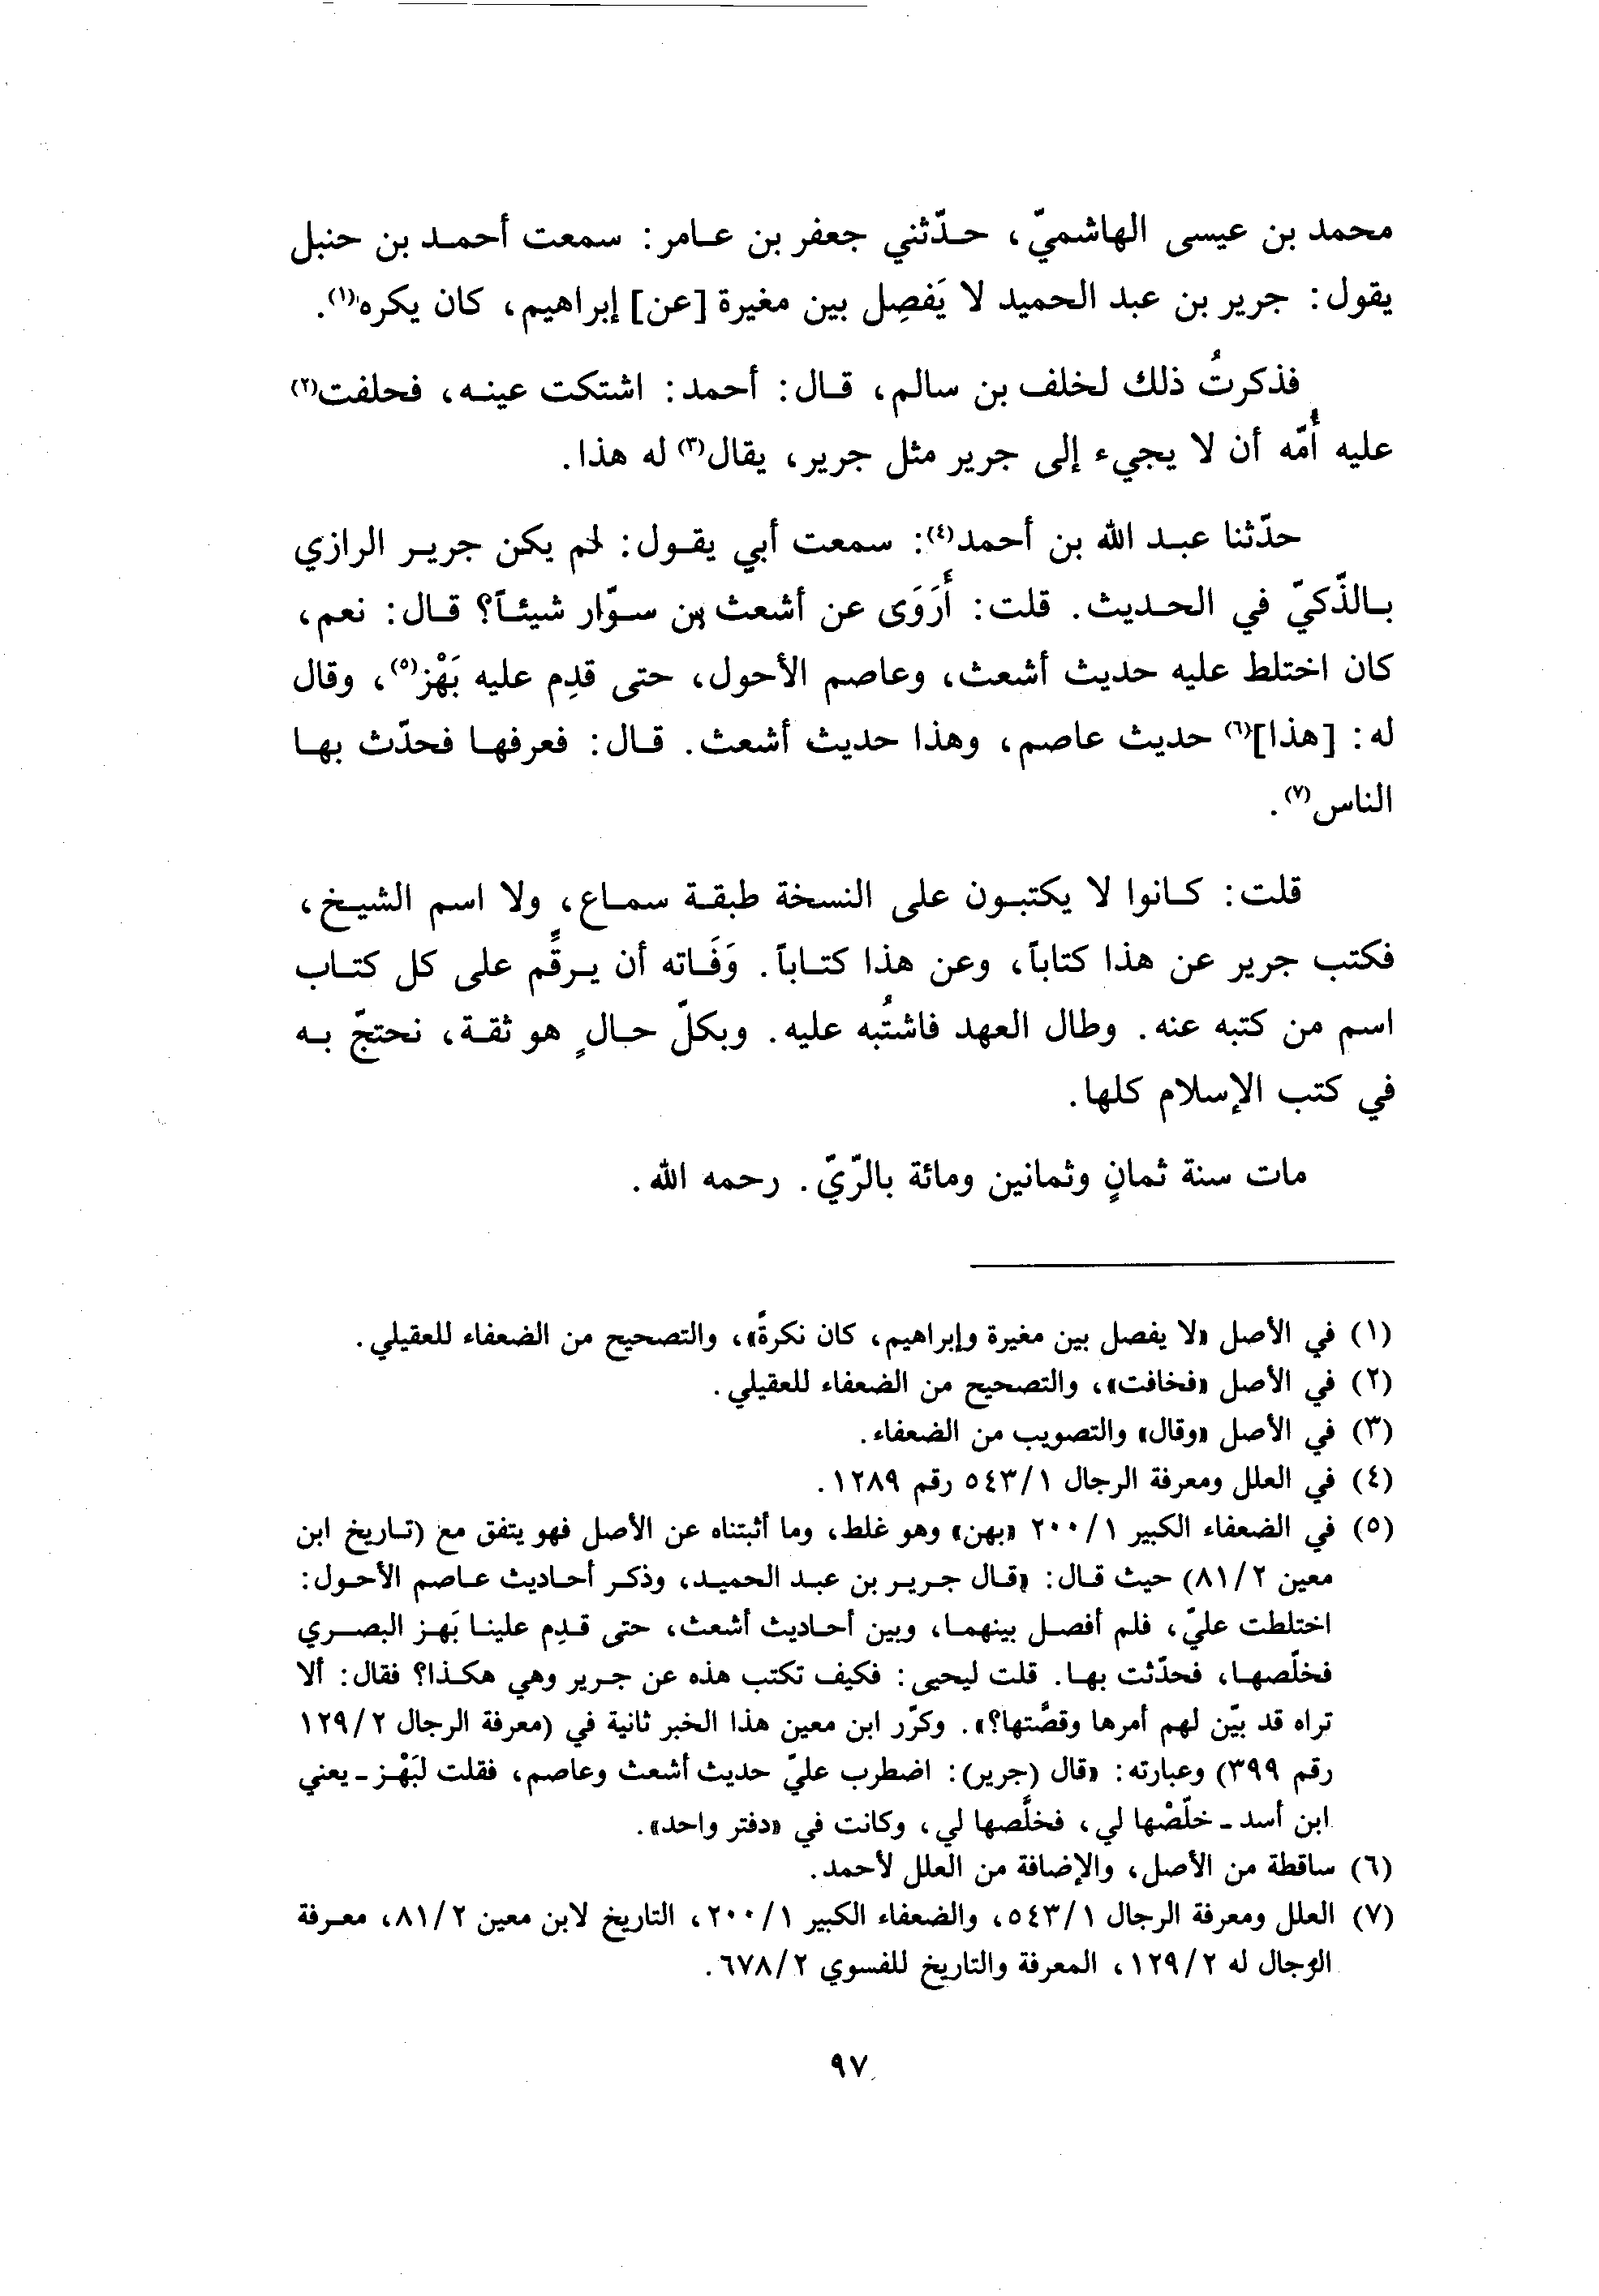 محمد بن عيسى الهاشميّ، حدّثني جعفر بن عامر: سمعت أحمد بن حنبل
يقول: جرير بن عبد الحميد لا يَفصِل بين مغيرة [عن] إبراهيم، كان يكره(١).
فذكرتُ ذلك لخلف بن سالم، قال: أحمد: اشتكت عينه، فحلفت(٢)
عليه أُمّه أن لا يجيء إلى جرير مثل جرير، يقال(٣) له هذا.
حدّثنا عبد الله بن أحمد(٤): سمعت أبي يقول: لم يكن جرير الرازي
بالذّكيّ في الحديث. قلت: أَرَوَى عن أشعث بن سوّار شيئاً؟ قال: نعم،
كان اختلط عليه حديث أشعث، وعاصم الأحول، حتى قدِم عليه بَهْز(٥)، وقال
له: [هذا](٦) حديث عاصم، وهذا حديث أشعث. قال: فعرفها فحدّث بها
الناس(٧).
قلت: كانوا لا يكتبون على النسخة طبقة سماع، ولا اسم الشيخ،
فكتب جرير عن هذا كتاباً، وعن هذا كتاباً. وَفَاته أن يرقِّم على كل كتاب
اسم من كتبه عنه. وطال العهد فاشتُبه عليه. وبكلّ حالٍ هو ثقة، نحتجّ به
في كتب الإسلام كلها.
مات سنة ثمانٍ وثمانين ومائة بالرّيّ. رحمه الله.
(١) في الأصل «لا يفصل بين مغيرة وإبراهيم، كان نكرةً»، والتصحيح من الضعفاء للعقيلي.
(٢) في الأصل «فخافت»، والتصحيح من الضعفاء للعقيلي.
(٣) في الأصل «وقال» والتصويب من الضعفاء.
(٤) في العلل ومعرفة الرجال ٥٤٣/١ رقم ١٢٨٩.
(٥) في الضعفاء الكبير ٢٠٠/١ «بهن» وهو غلط، وما أثبتناه عن الأصل فهو يتفق مع (تاريخ ابن
معين ٨١/٢) حيث قال: «قال جرير بن عبد الحميد، وذكر أحاديث عاصم الأحول:
اختلطت عليّ، فلم أفصل بينهما، وبين أحاديث أشعث، حتى قدِم علينا بَهز البصري
فخلّصها، فحدّثت بها. قلت ليحيى: فكيف تكتب هذه عن جرير وهي هكذا؟ فقال: ألا
تراه قد بيّن لهم أمرها وقصّتها؟». وكرّر ابن معين هذا الخبر ثانية في (معرفة الرجال ١٢٩/٢
رقم ٣٩٩) وعبارته: «قال (جرير): اضطرب عليّ حديث أشعث وعاصم، فقلت لبَهْز - يعني
ابن أسد - خلّصْها لي، فخلَّصها لي، وكانت في «دفتر واحد».
(٦) ساقطة من الأصل، والإضافة من العلل لأحمد.
(٧) العلل ومعرفة الرجال ٥٤٣/١، والضعفاء الكبير ٢٠٠/١، التاريخ لابن معين ٨١/٢، معرفة
الرجال له ١٢٩/٢، المعرفة والتاريخ للفسوي ٦٧٨/٢.
٩٧